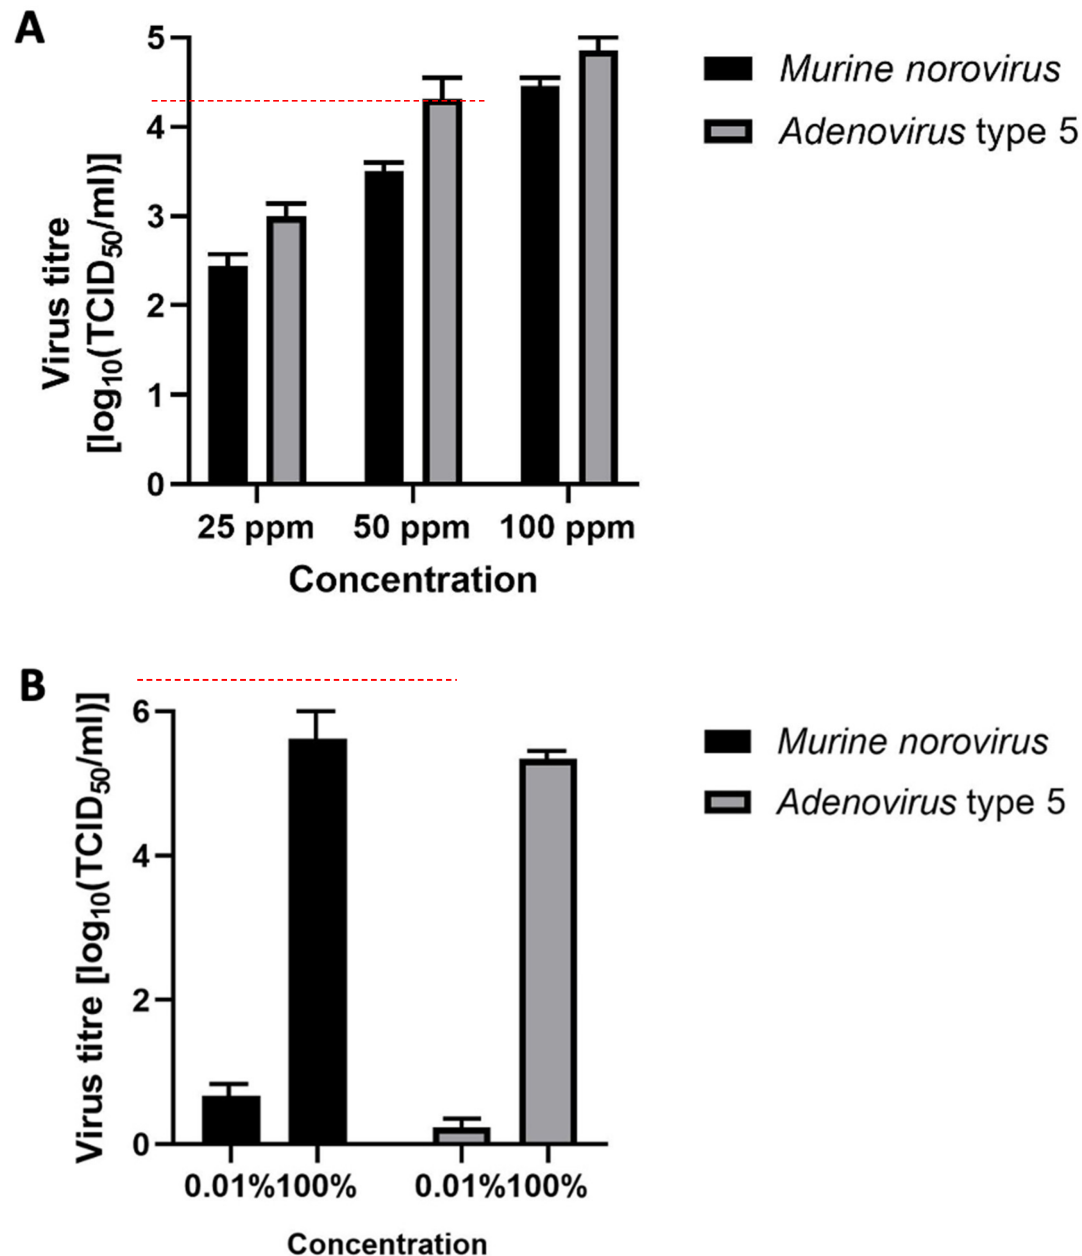 A
5
4
3
2
1
0
Virus titre
[log10(TCID50/ml)]
25 ppm 50 ppm 100 ppm
Concentration
Murine norovirus
Adenovirus type 5
B
6
4
2
0
Virus titre [log10(TCID50/ml)]
0.01%100% 0.01%100%
Concentration
Murine norovirus
Adenovirus type 5